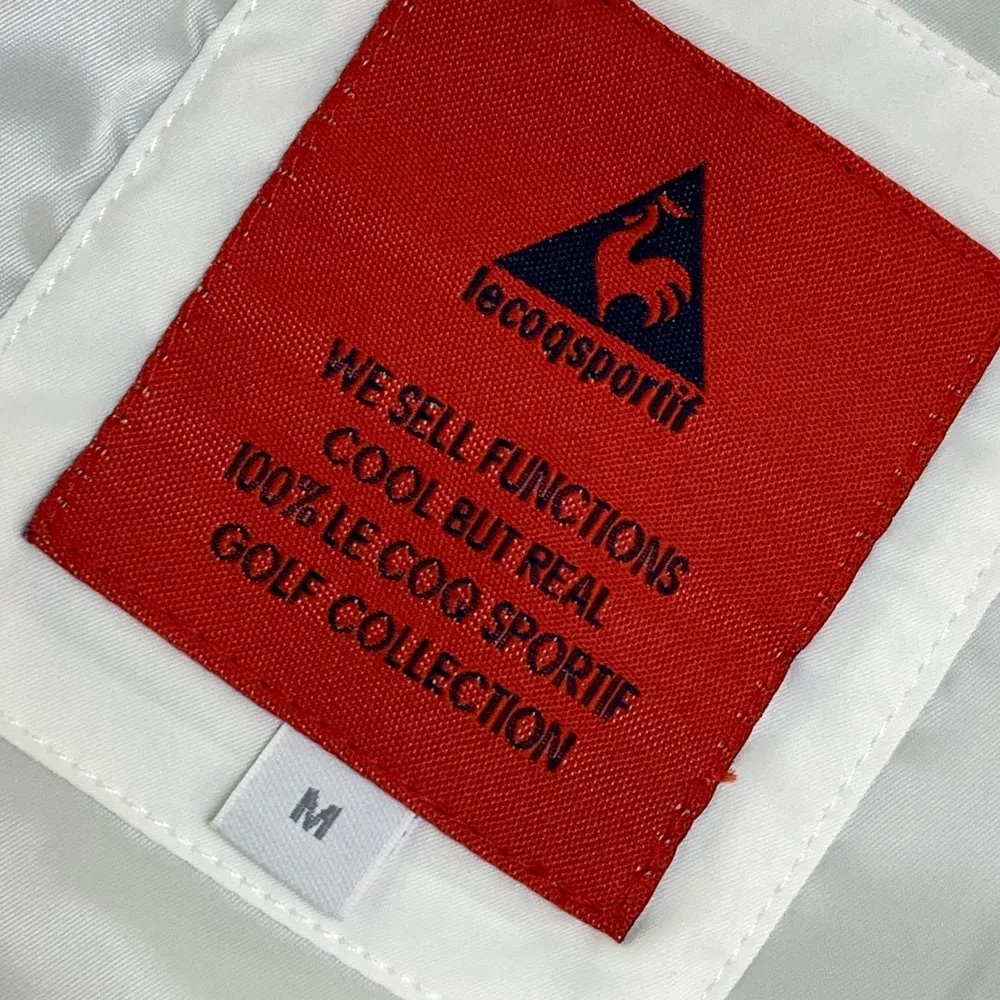 lecoqsportif
WE SELL FUNCTIONS
COOL BUT REAL
100% LE COQ SPORTIF
GOLF COLLECTION
M